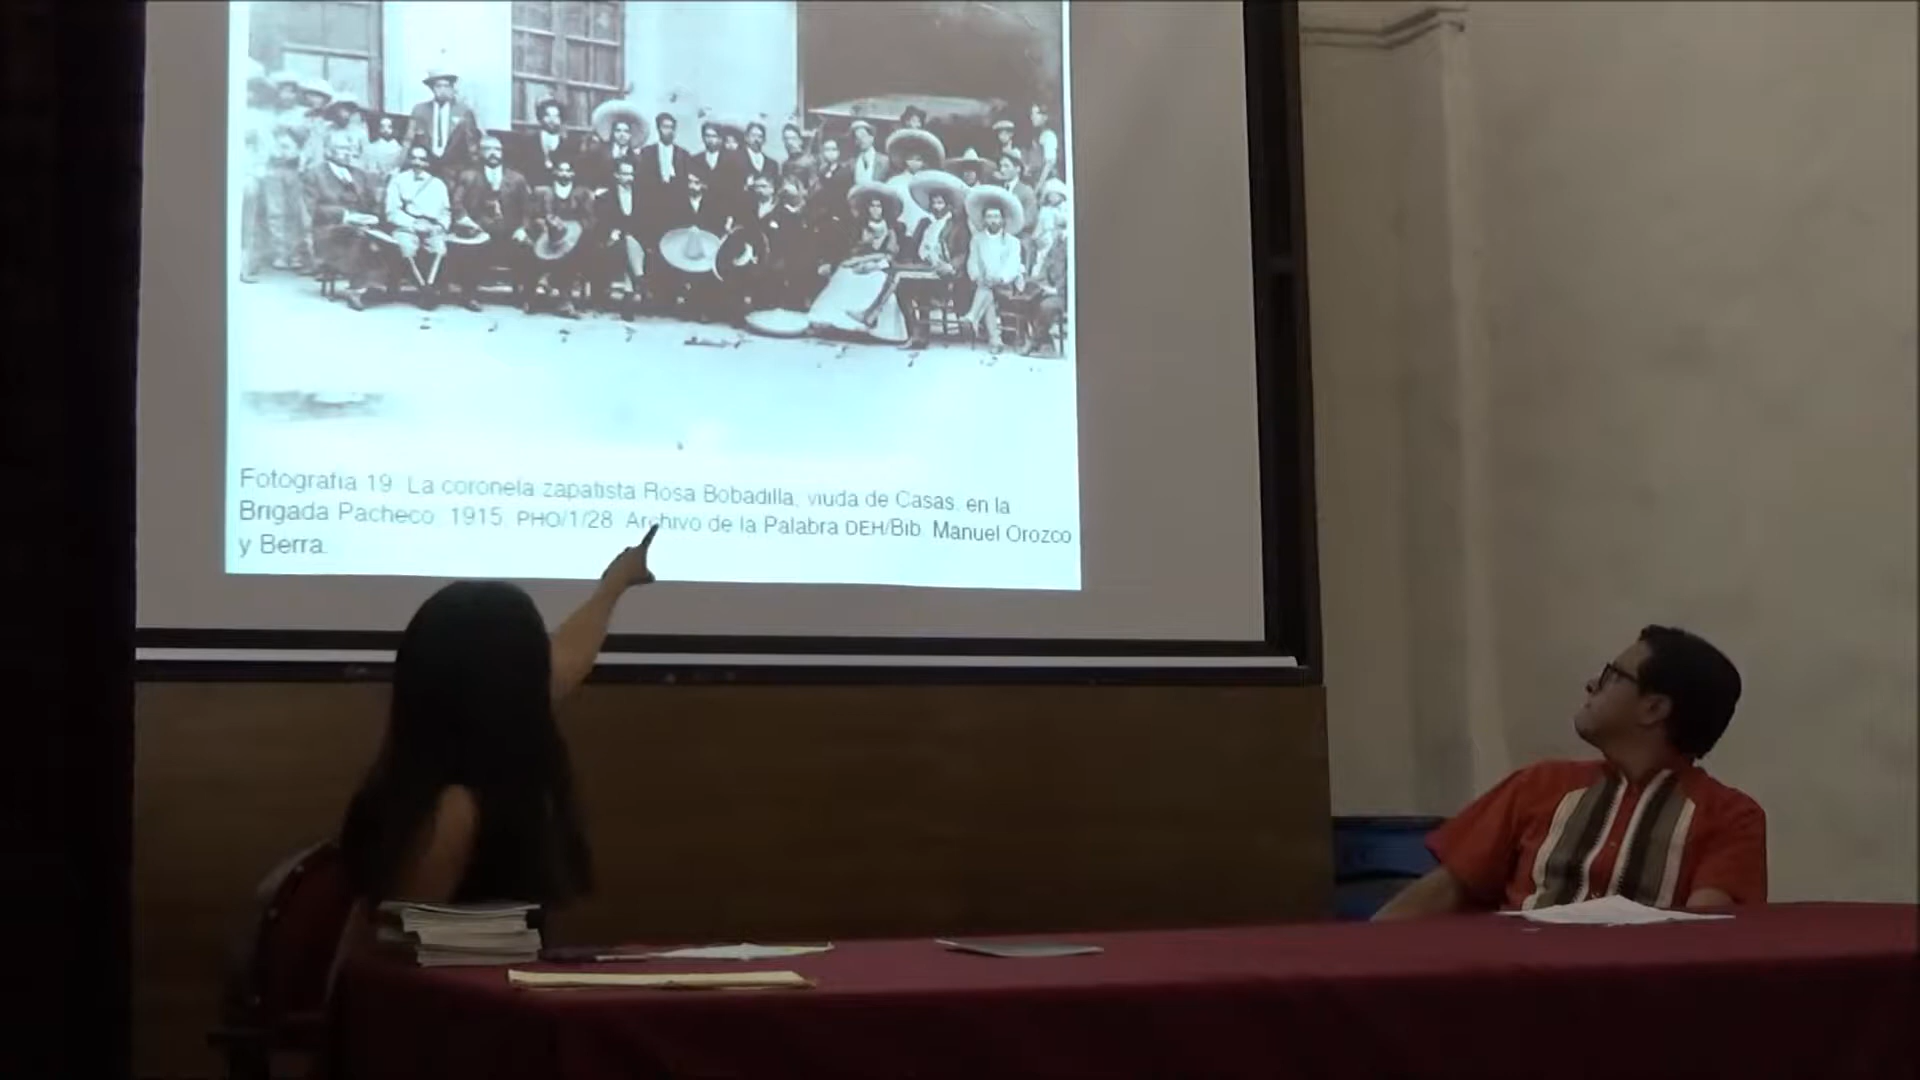 Fotografía 19. La coronela zapatista Rosa Bobadilla, viuda de Casas, en la
Brigada Pacheco, 1915. PHO/1/28. Archivo de la Palabra DEH/Bib. Manuel Orozco
y Berra.